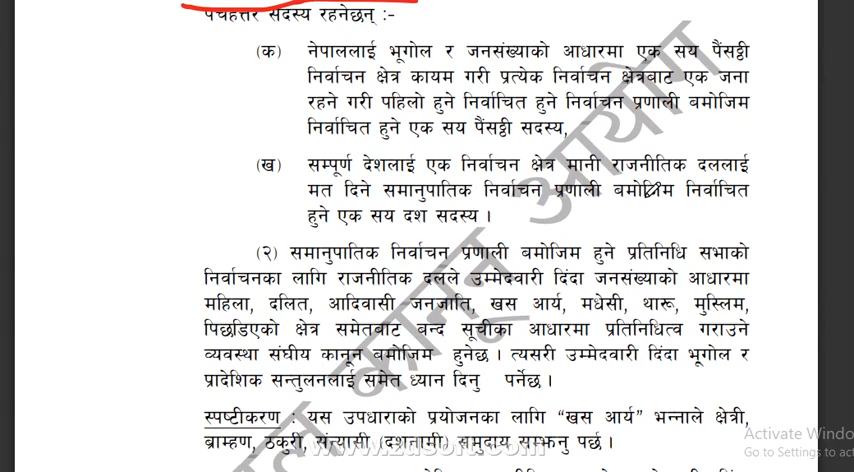 पचहत्तर सदस्य रहनेछन् :-
(क) नेपाललाई भूगोल र जनसंख्याको आधारमा एक सय पैंसठ्ठी
निर्वाचन क्षेत्र कायम गरी प्रत्येक निर्वाचन क्षेत्रबाट एक जना
रहने गरी पहिलो हुने निर्वाचित हुने निर्वाचन प्रणाली बमोजिम
निर्वाचित हुने एक सय पैंसठ्ठी सदस्य,
(ख) सम्पूर्ण देशलाई एक निर्वाचन क्षेत्र मानी राजनीतिक दललाई
मत दिने समानुपातिक निर्वाचन प्रणाली बमोजिम निर्वाचित
हुने एक सय दश सदस्य ।
(२) समानुपातिक निर्वाचन प्रणाली बमोजिम हुने प्रतिनिधि सभाको
निर्वाचनका लागि राजनीतिक दलले उम्मेदवारी दिंदा जनसंख्याको आधारमा
महिला, दलित, आदिवासी जनजाति, खस आर्य, मधेसी, थारू, मुस्लिम,
पिछडिएको क्षेत्र समेतबाट बन्द सूचीका आधारमा प्रतिनिधित्व गराउने
व्यवस्था संघीय कानून बमोजिम हुनेछ । त्यसरी उम्मेदवारी दिंदा भूगोल र
प्रादेशिक सन्तुलनलाई समेत ध्यान दिनु पर्नेछ ।
स्पष्टीकरण : यस उपधाराको प्रयोजनका लागि “खस आर्य” भन्नाले क्षेत्री,
ब्राम्हण, ठकुरी, संन्यासी (दशनामी) समुदाय सम्झनु पर्छ ।
कानून आयोग
Activate Windo
Go to Settings to act